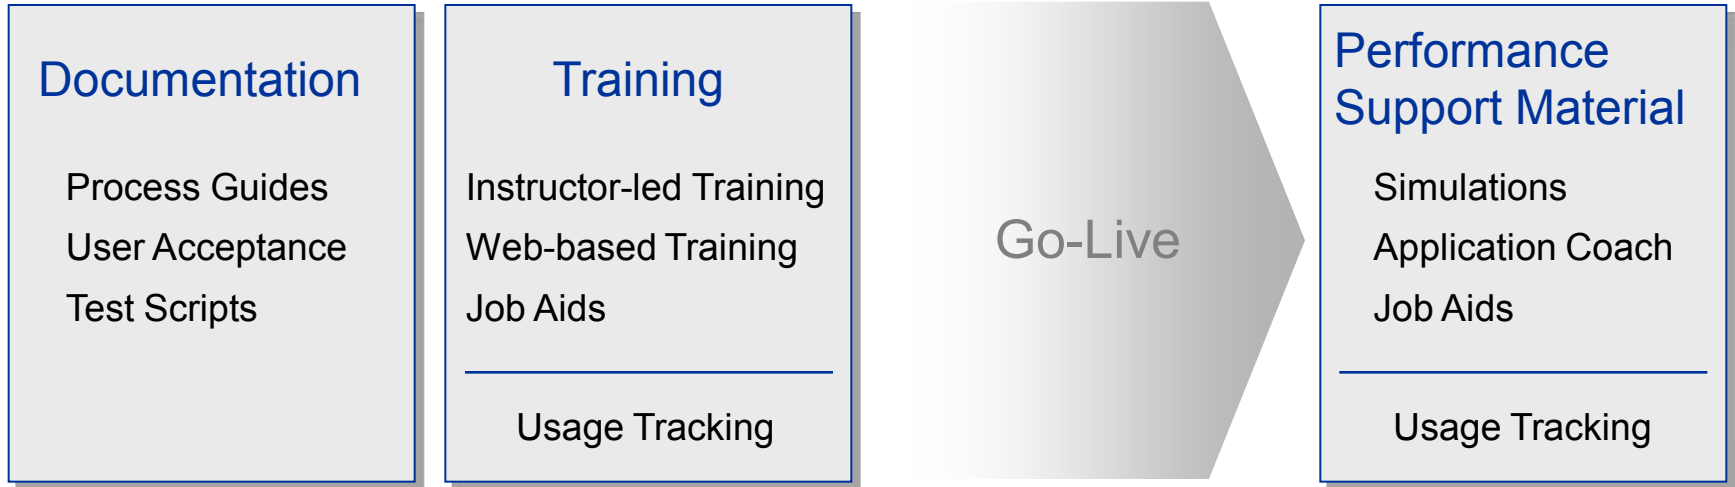 Documentation
Process Guides
User Acceptance
Test Scripts
Training
Instructor-led Training
Web-based Training
Job Aids
Usage Tracking
Go-Live
Performance
Support Material
Simulations
Application Coach
Job Aids
Usage Tracking